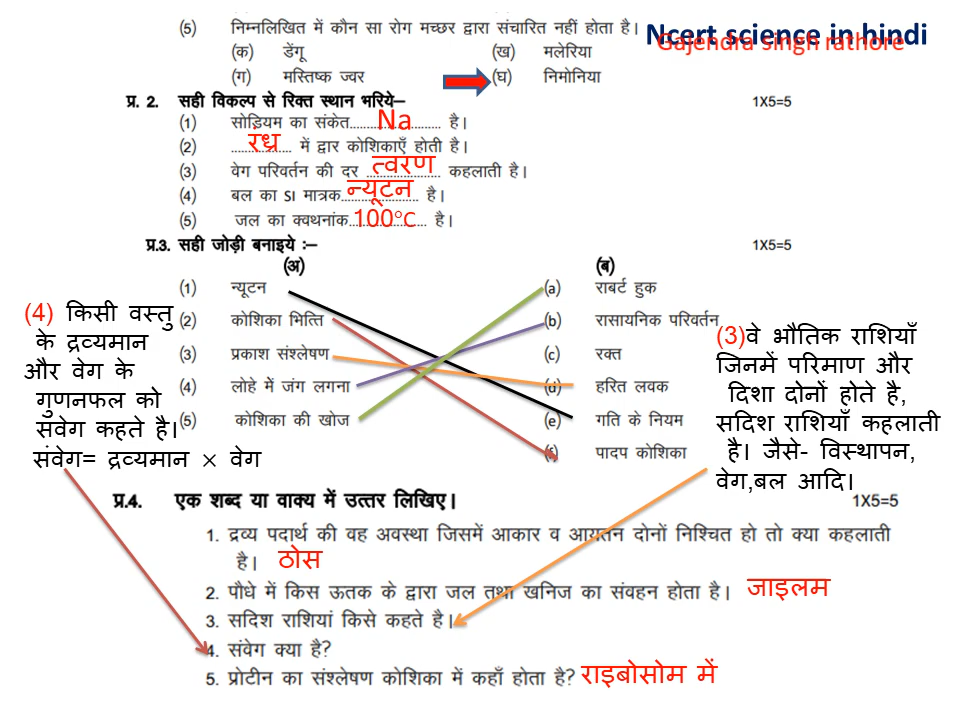 Ncert science in hindi
Gajendra singh rathore
(5) निम्नलिखित में कौन सा रोग मच्छर द्वारा संचारित नहीं होता है।
(क) डेंगू (ख) मलेरिया
(ग) मस्तिष्क ज्वर (घ) निमोनिया
प्र. 2. सही विकल्प से रिक्त स्थान भरिये– 1X5=5
(1) सोडियम का संकेत.......Na....... है।
(2) .......रंध्र....... में द्वार कोशिकाएँ होती है।
(3) वेग परिवर्तन की दर .......त्वरण....... कहलाती है।
(4) बल का SI मात्रक.......न्यूटन....... है।
(5) जल का क्वथनांक.......100°C....... है।
प्र.3. सही जोड़ी बनाइये :– 1X5=5
(अ) (ब)
(1) न्यूटन (a) राबर्ट हुक
(2) कोशिका भित्ति (b) रासायनिक परिवर्तन
(3) प्रकाश संश्लेषण (c) रक्त
(4) लोहे में जंग लगना (d) हरित लवक
(5) कोशिका की खोज (e) गति के नियम
(f) पादप कोशिका
(4) किसी वस्तु
के द्रव्यमान
और वेग के
गुणनफल को
संवेग कहते है।
संवेग= द्रव्यमान × वेग
(3)वे भौतिक राशियाँ
जिनमें परिमाण और
दिशा दोनों होते है,
सदिश राशियाँ कहलाती
है। जैसे- विस्थापन,
वेग,बल आदि।
प्र.4. एक शब्द या वाक्य में उत्तर लिखिए। 1X5=5
1. द्रव्य पदार्थ की वह अवस्था जिसमें आकार व आयतन दोनों निश्चित हो तो क्या कहलाती
है। ठोस
2. पौधे में किस ऊतक के द्वारा जल तथा खनिज का संवहन होता है। जाइलम
3. सदिश राशियां किसे कहते है।
4. संवेग क्या है?
5. प्रोटीन का संश्लेषण कोशिका में कहाँ होता है? राइबोसोम में